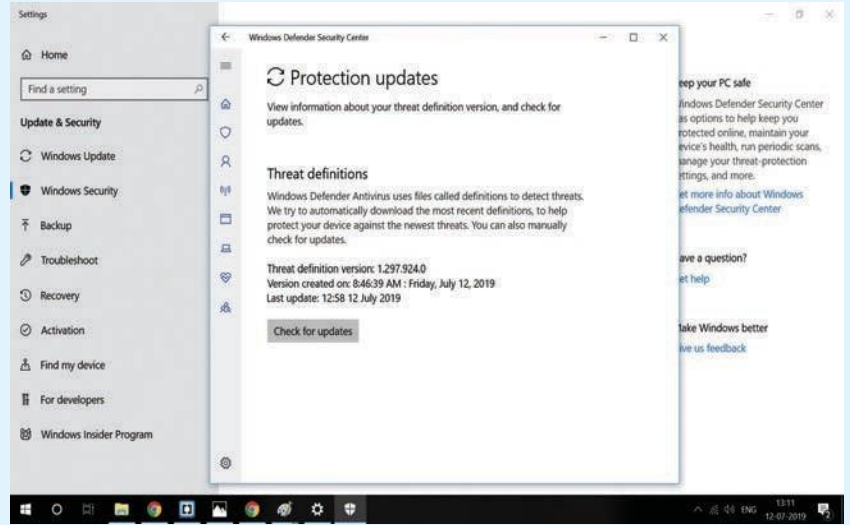 Settings
Home
Find a setting
Update & Security
Windows Update
Windows Security
Backup
Troubleshoot
Recovery
Activation
Find my device
For developers
Windows Insider Program
Windows Defender Security Center
Protection updates
View information about your threat definition version, and check for
updates.
Threat definitions
Windows Defender Antivirus uses files called definitions to detect threats.
We try to automatically download the most recent definitions, to help
protect your device against the newest threats. You can also manually
check for updates.
Threat definition version: 1.297.924.0
Version created on: 8:46:39 AM : Friday, July 12, 2019
Last update: 12:58 12 July 2019
Check for updates
eep your PC safe
indows Defender Security Center
as options to help keep you
rotected online, maintain your
evice's health, run periodic scans,
anage your threat-protection
ettings, and more.
et more info about Windows
efender Security Center
ave a question?
et help
ake Windows better
ive us feedback
ENG
13:11
12-07-2019